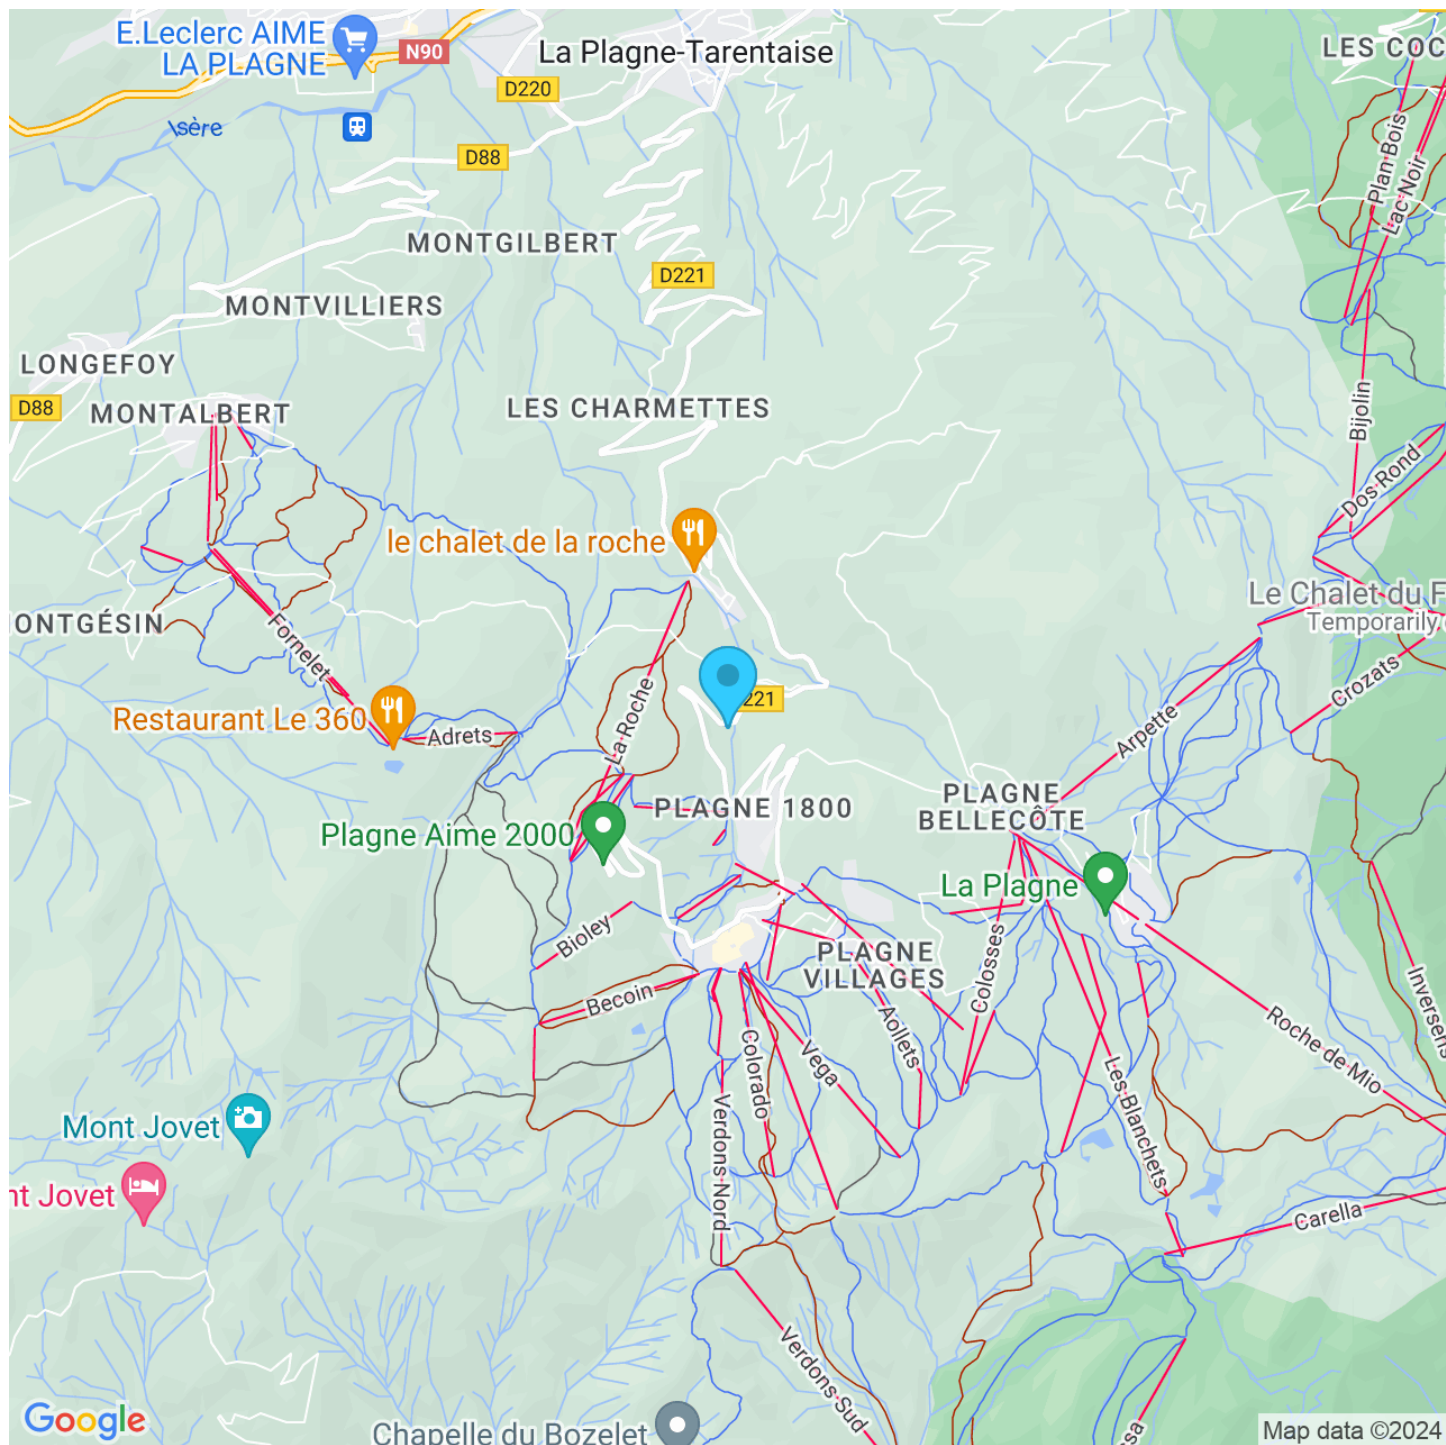 E.Leclerc AIME
LA PLAGNE
N90
La Plagne-Tarentaise
LES COC
D220
Isère
D88
Plan Bois
Lac Noir
MONTGILBERT
D221
MONTVILLIERS
LONGEFOY
D88
MONTALBERT
LES CHARMETTES
Bijolin
Dos Rond
le chalet de la roche
Le Chalet du F
Temporarily
ONTGÉSIN
Fornelet
Crozats
La Roche
221
Restaurant Le 360
Adrets
Arpette
PLAGNE 1800
PLAGNE
BELLECÔTE
Plagne Aime 2000
La Plagne
Bioley
PLAGNE
VILLAGES
Becoin
Colosses
Inversens
Aollets
Roche de Mio
Vega
Colorado
Les Blanchets
Verdons Nord
Mont Jovet
nt Jovet
Carella
Verdons Sud
Chapelle du Bozelet
sa
Google
Map data ©2024